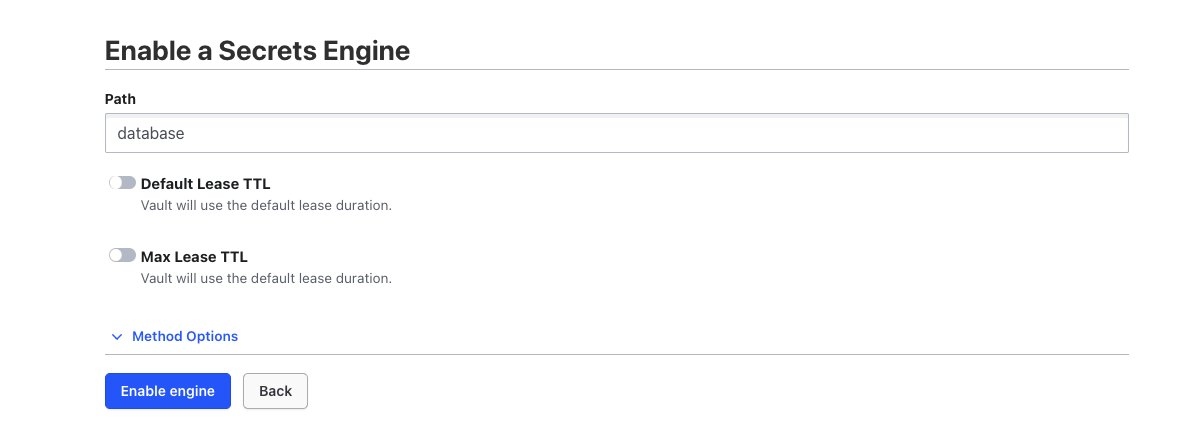 Enable a Secrets Engine
Path
database
Default Lease TTL
Vault will use the default lease duration.
Max Lease TTL
Vault will use the default lease duration.
Method Options
Enable engine
Back